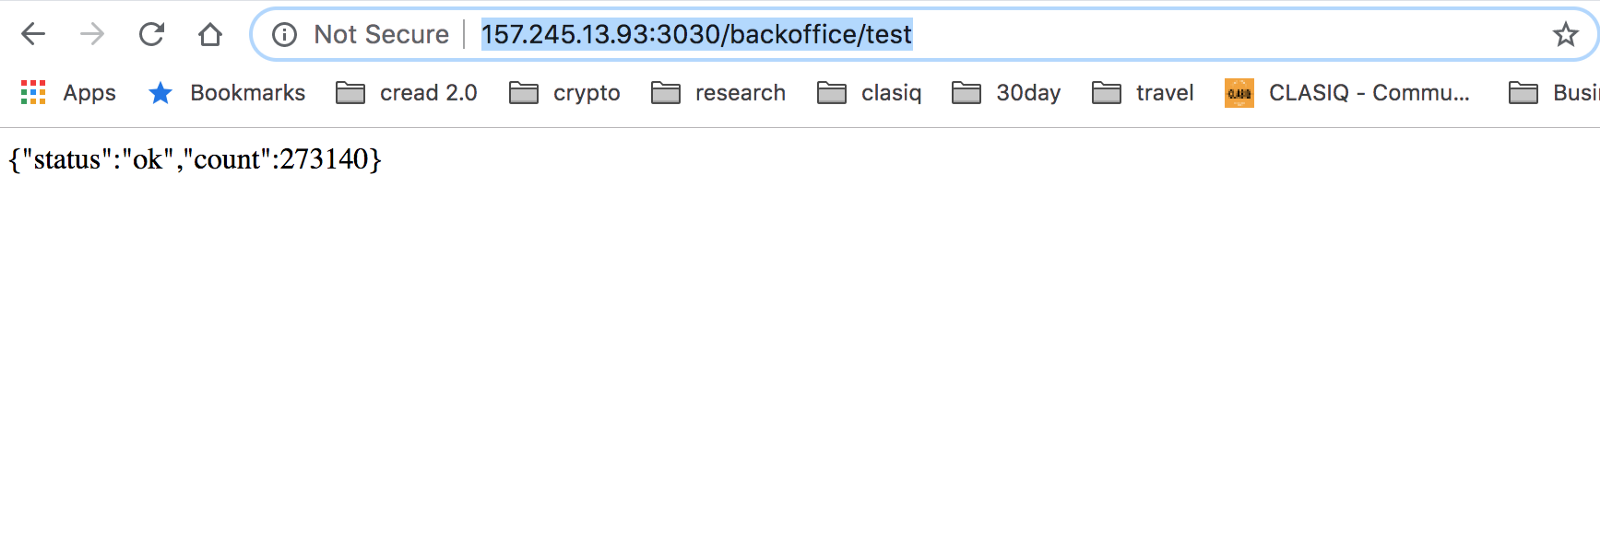 Not Secure 157.245.13.93:3030/backoffice/test
Apps Bookmarks cread 2.0 crypto research clasiq 30day travel CLASIQ - Commu... Busi
{"status":"ok","count":273140}